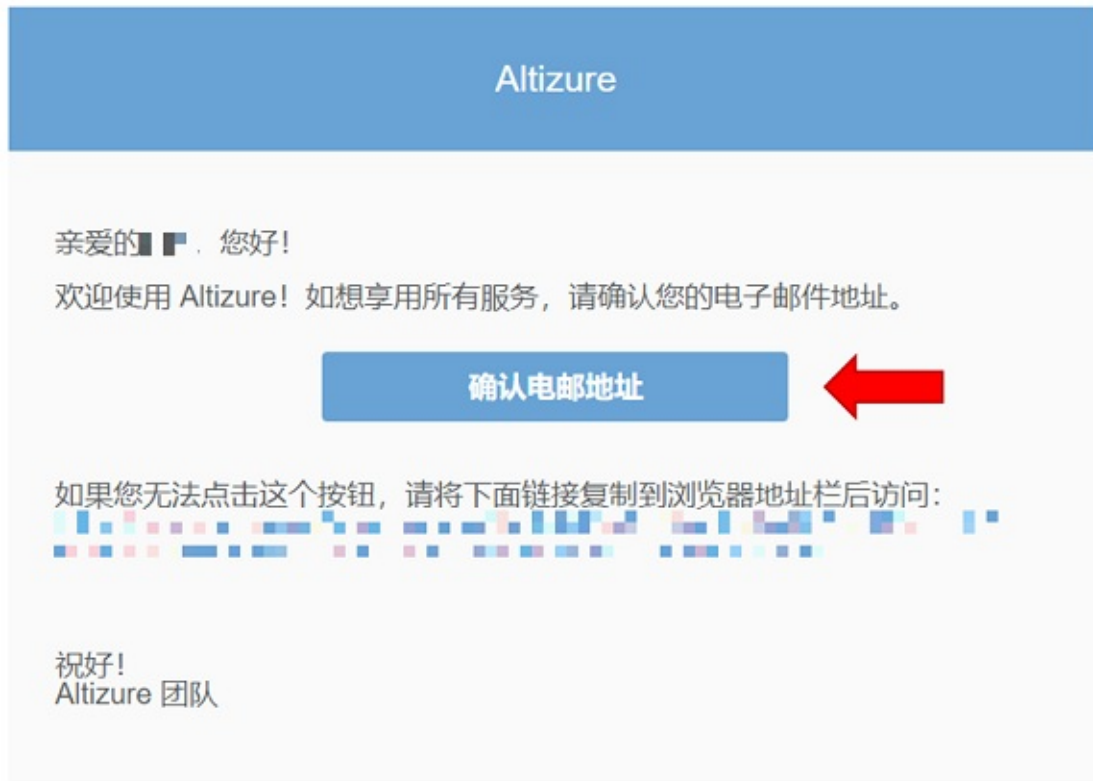 Altizure
亲爱的 . 您好!
欢迎使用 Altizure! 如想享用所有服务, 请确认您的电子邮件地址。
确认电邮地址
如果您无法点击这个按钮, 请将下面链接复制到浏览器地址栏后访问:
祝好!
Altizure 团队